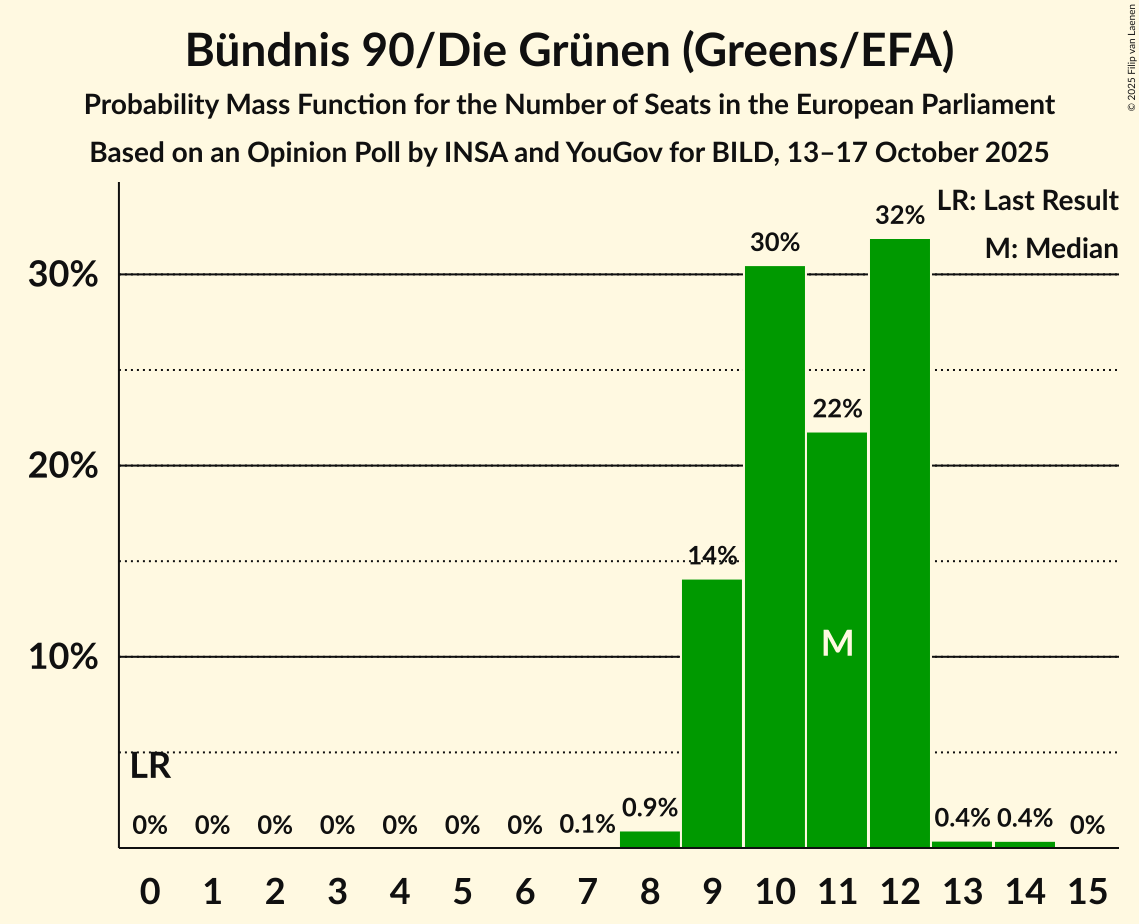 Bündnis 90/Die Grünen (Greens/EFA)
Probability Mass Function for the Number of Seats in the European Parliament
Based on an Opinion Poll by INSA and YouGov for BILD, 13–17 October 2025
© 2025 Filip van Laenen
LR: Last Result
M: Median
30%
20%
10%
LR
0% 0% 0% 0% 0% 0% 0% 0.1% 0.9% 14% 30% 22% 32% 0.4% 0.4% 0%
M
0 1 2 3 4 5 6 7 8 9 10 11 12 13 14 15